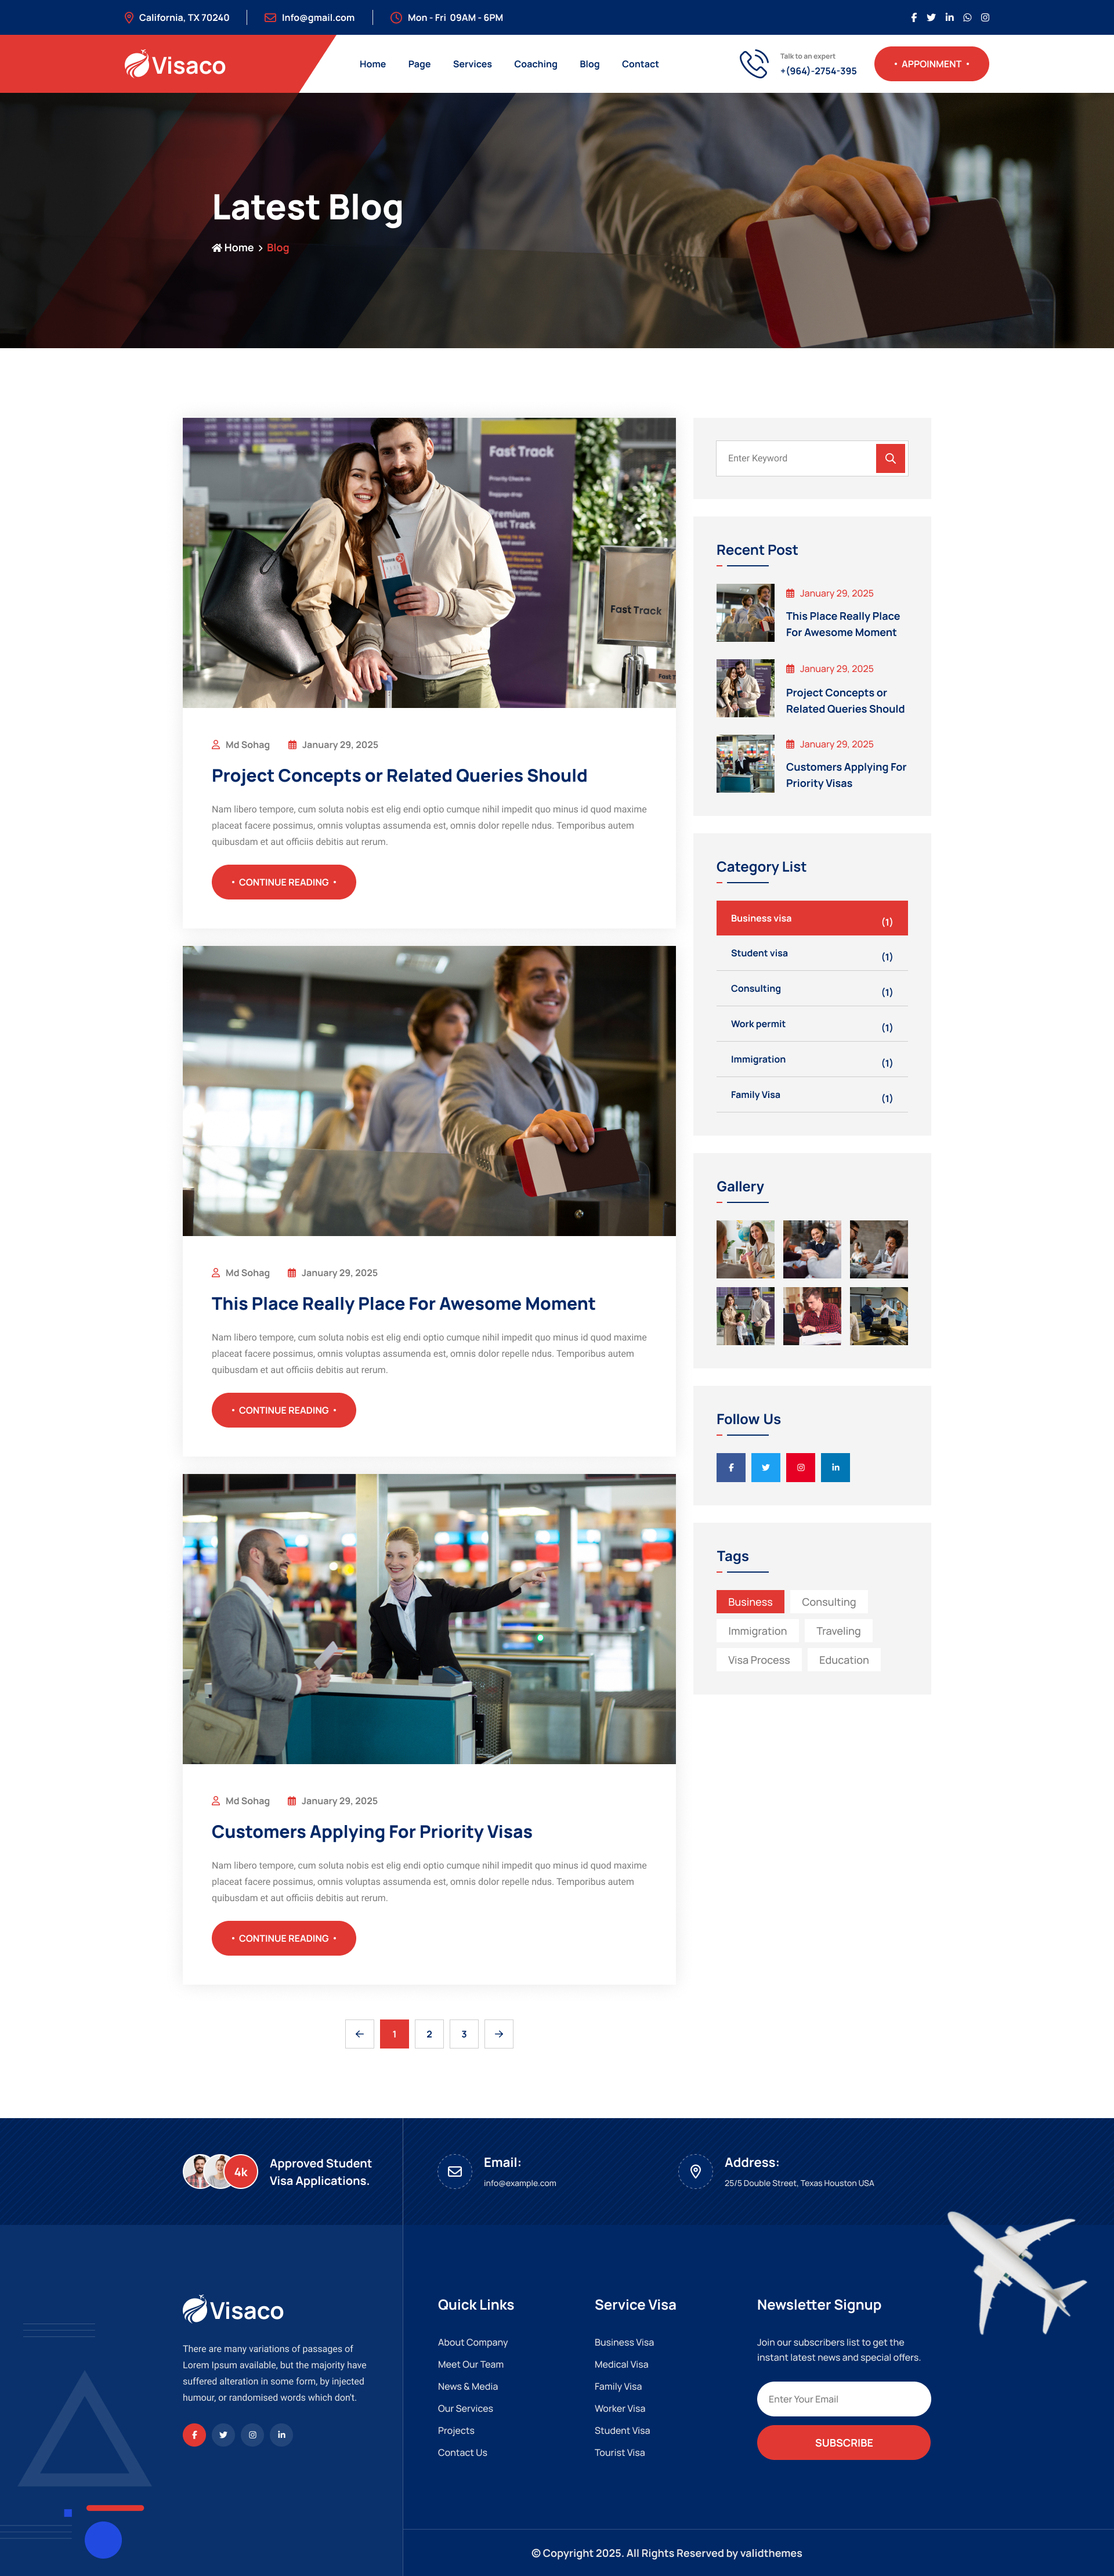 California, TX 70240
Info@gmail.com
Mon - Fri 09AM - 6PM
Visaco
Home
Page
Services
Coaching
Blog
Contact
Talk to an expert
+(964)-2754-395
• APPOINMENT •
Latest Blog
Home > Blog
Fast Track
Priority Check-in
Baggage drop
Premium
Fast Track
Fast Track
Fast T
Md Sohag
January 29, 2025
Project Concepts or Related Queries Should
Nam libero tempore, cum soluta nobis est elig endi optio cumque nihil impedit quo minus id quod maxime
placeat facere possimus, omnis voluptas assumenda est, omnis dolor repelle ndus. Temporibus autem
quibusdam et aut officiis debitis aut rerum.
• CONTINUE READING •
Md Sohag
January 29, 2025
This Place Really Place For Awesome Moment
Nam libero tempore, cum soluta nobis est elig endi optio cumque nihil impedit quo minus id quod maxime
placeat facere possimus, omnis voluptas assumenda est, omnis dolor repelle ndus. Temporibus autem
quibusdam et aut officiis debitis aut rerum.
• CONTINUE READING •
Md Sohag
January 29, 2025
Customers Applying For Priority Visas
Nam libero tempore, cum soluta nobis est elig endi optio cumque nihil impedit quo minus id quod maxime
placeat facere possimus, omnis voluptas assumenda est, omnis dolor repelle ndus. Temporibus autem
quibusdam et aut officiis debitis aut rerum.
• CONTINUE READING •
1
2
3
Enter Keyword
Recent Post
January 29, 2025
This Place Really Place
For Awesome Moment
January 29, 2025
Project Concepts or
Related Queries Should
January 29, 2025
Customers Applying For
Priority Visas
Category List
Business visa (1)
Student visa (1)
Consulting (1)
Work permit (1)
Immigration (1)
Family Visa (1)
Gallery
Follow Us
Tags
Business
Consulting
Immigration
Traveling
Visa Process
Education
4k
Approved Student
Visa Applications.
Email:
info@example.com
Address:
25/5 Double Street, Texas Houston USA
Visaco
There are many variations of passages of
Lorem Ipsum available, but the majority have
suffered alteration in some form, by injected
humour, or randomised words which don't.
Quick Links
About Company
Meet Our Team
News & Media
Our Services
Projects
Contact Us
Service Visa
Business Visa
Medical Visa
Family Visa
Worker Visa
Student Visa
Tourist Visa
Newsletter Signup
Join our subscribers list to get the
instant latest news and special offers.
Enter Your Email
SUBSCRIBE
© Copyright 2025. All Rights Reserved by validthemes